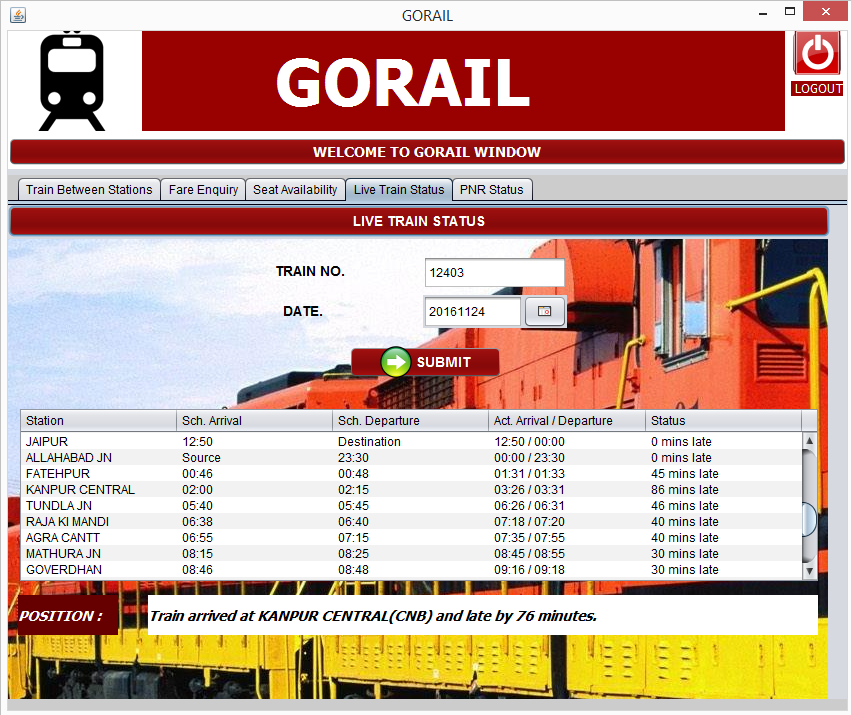 GORAIL
GORAIL
LOGOUT
WELCOME TO GORAIL WINDOW
Train Between Stations Fare Enquiry Seat Availability Live Train Status PNR Status
LIVE TRAIN STATUS
TRAIN NO. 12403
DATE. 20161124
SUBMIT
Station Sch. Arrival Sch. Departure Act. Arrival / Departure Status
JAIPUR 12:50 Destination 12:50 / 00:00 0 mins late
ALLAHABAD JN Source 23:30 00:00 / 23:30 0 mins late
FATEHPUR 00:46 00:48 01:31 / 01:33 45 mins late
KANPUR CENTRAL 02:00 02:15 03:26 / 03:31 86 mins late
TUNDLA JN 05:40 05:45 06:26 / 06:31 46 mins late
RAJA KI MANDI 06:38 06:40 07:18 / 07:20 40 mins late
AGRA CANTT 06:55 07:15 07:35 / 07:55 40 mins late
MATHURA JN 08:15 08:25 08:45 / 08:55 30 mins late
GOVERDHAN 08:46 08:48 09:16 / 09:18 30 mins late
POSITION : Train arrived at KANPUR CENTRAL(CNB) and late by 76 minutes.